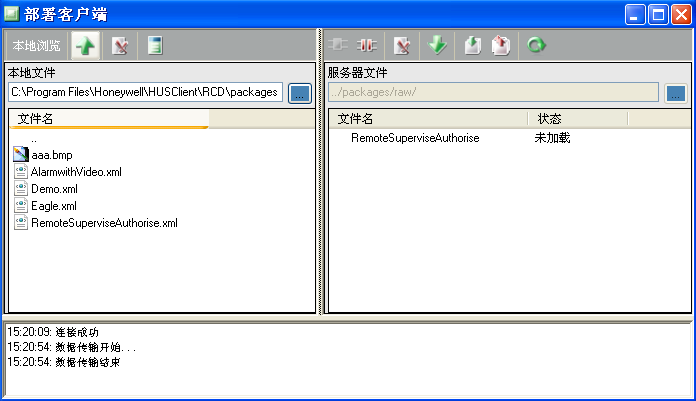 部署客户端
本地浏览
本地文件
C:\Program Files\Honeywell\HUSClient\RCD\packages
...
文件名
..
aaa.bmp
AlarmwithVideo.xml
Demo.xml
Eagle.xml
RemoteSuperviseAuthorise.xml
服务器文件
../packages/raw/
...
文件名 状态
RemoteSuperviseAuthorise 未加载
15:20:09: 连接成功
15:20:54: 数据传输开始...
15:20:54: 数据传输结束